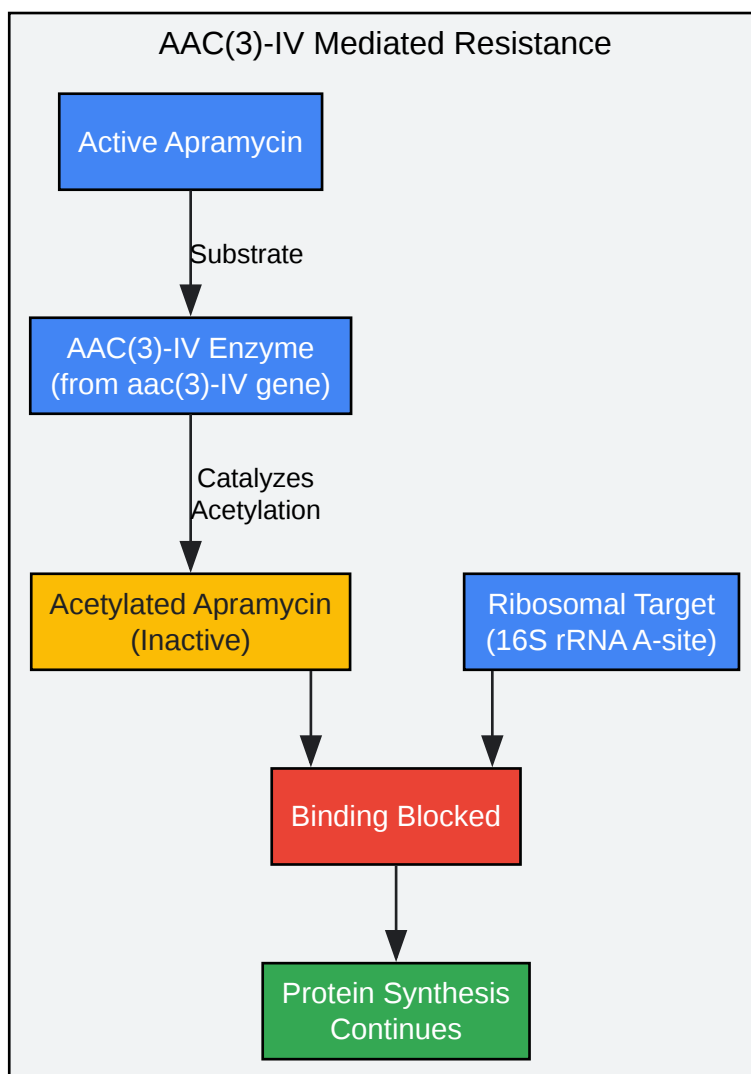 AAC(3)-IV Mediated Resistance
Active Apramycin
Substrate
AAC(3)-IV Enzyme
(from aac(3)-IV gene)
Catalyzes
Acetylation
Acetylated Apramycin
(Inactive)
Ribosomal Target
(16S rRNA A-site)
Binding Blocked
Protein Synthesis
Continues